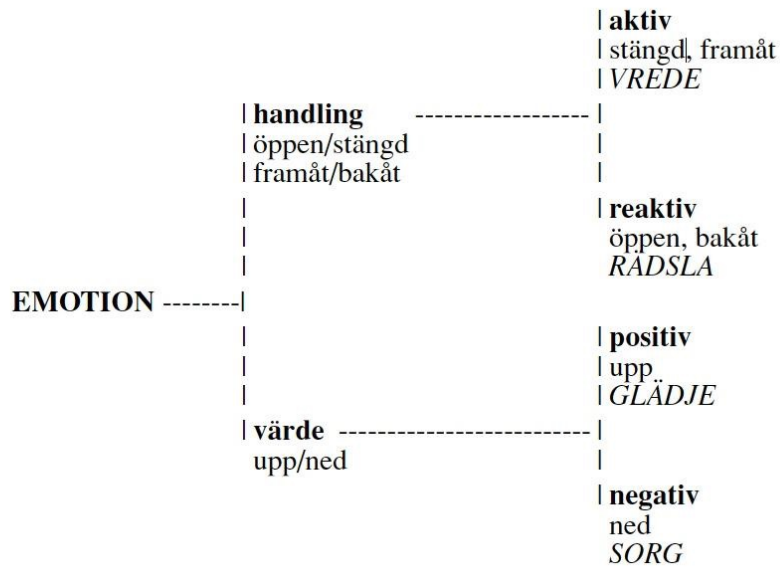 aktiv
stängd, framåt
VREDE
handling
öppen/stängd
framåt/bakåt
reaktiv
öppen, bakåt
RÄDSLA
EMOTION
positiv
upp
GLÄDJE
värde
upp/ned
negativ
ned
SORG